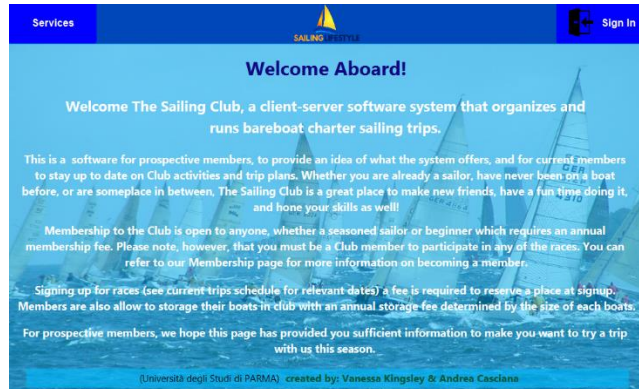 Services
SAILING LIFESTYLE
Sign In
Welcome Aboard!
Welcome The Sailing Club, a client-server software system that organizes and
runs bareboat charter sailing trips.
This is a software for prospective members, to provide an idea of what the system offers, and for current members
to stay up to date on Club activities and trip plans. Whether you are already a sailor, have never been on a boat
before, or are someplace in between, The Sailing Club is a great place to make new friends, have a fun time doing it,
and hone your skills as well!
GER
4310
Membership to the Club is open to anyone, whether a seasoned sailor or beginner which requires an annual
membership fee. Please note, however, that you must be a Club member to participate in any of the races. You can
refer to our Membership page for more information on becoming a member.
Signing up for races (see current trips schedule for relevant dates) a fee is required to reserve a place at signup.
Members are also allow to storage their boats in club with an annual storage fee determined by the size of each boats.
For prospective members, we hope this page has provided you sufficient information to make you want to try a trip
with us this season.
(Università degli Studi di PARMA) created by: Vanessa Kingsley & Andrea Casciana